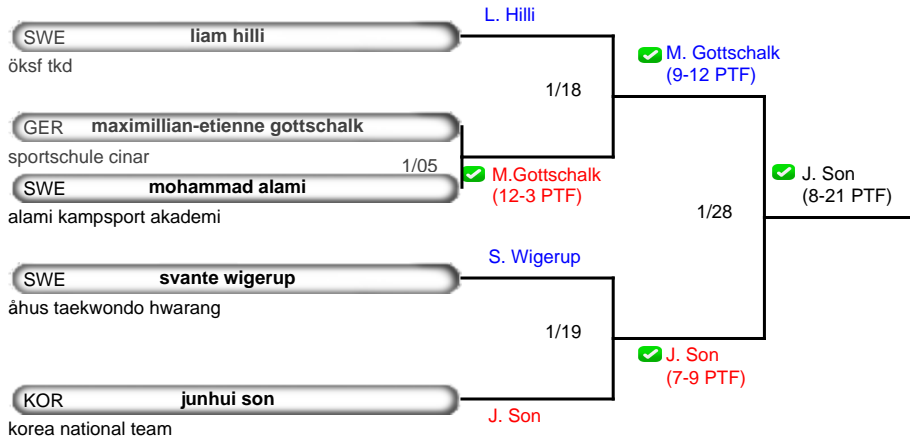 L. Hilli
SWE liam hilli
öksf tkd
M. Gottschalk
(9-12 PTF)
1/18
GER maximillian-etienne gottschalk
sportschule cinar
1/05
M.Gottschalk
(12-3 PTF)
SWE mohammad alami
alami kampsport akademi
J. Son
(8-21 PTF)
1/28
S. Wigerup
SWE svante wigerup
åhus taekwondo hwarang
1/19
J. Son
(7-9 PTF)
KOR junhui son
J. Son
korea national team